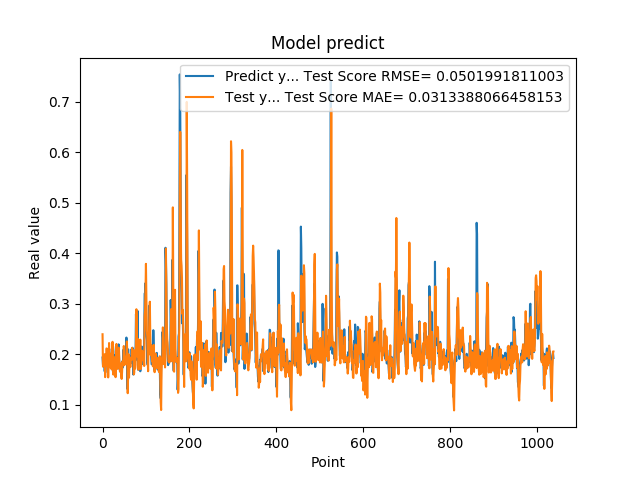 Model predict
Predict y... Test Score RMSE= 0.0501991811003
Test y... Test Score MAE= 0.0313388066458153
Real value
0.7
0.6
0.5
0.4
0.3
0.2
0.1
0 200 400 600 800 1000
Point